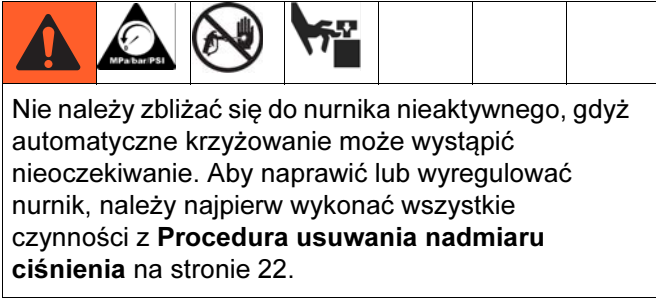 MPa/bar/PSI
Nie należy zbliżać się do nurnika nieaktywnego, gdyż
automatyczne krzyżowanie może wystąpić
nieoczekiwanie. Aby naprawić lub wyregulować
nurnik, należy najpierw wykonać wszystkie
czynności z Procedura usuwania nadmiaru
ciśnienia na stronie 22.